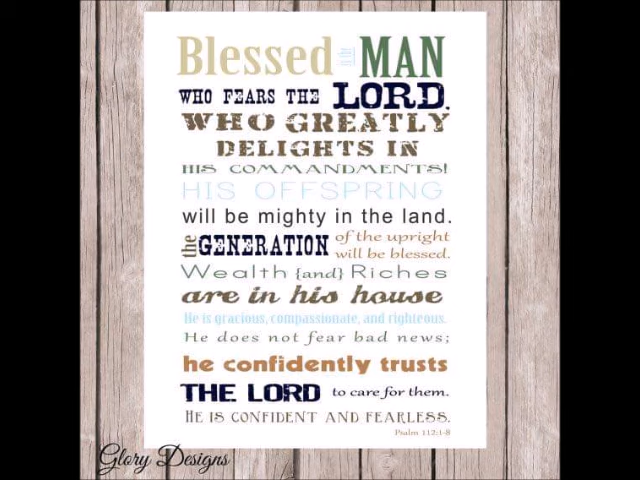 Blessed is the MAN
WHO FEARS THE LORD,
WHO GREATLY
DELIGHTS IN
HIS COMMANDMENTS!
HIS OFFSPRING
will be mighty in the land.
the GENERATION of the upright
will be blessed.
Wealth {and} Riches
are in his house
He is gracious, compassionate, and righteous.
He does not fear bad news;
he confidently trusts
THE LORD to care for them.
HE IS CONFIDENT AND FEARLESS.
Psalm 112:1-8
Glory Designs